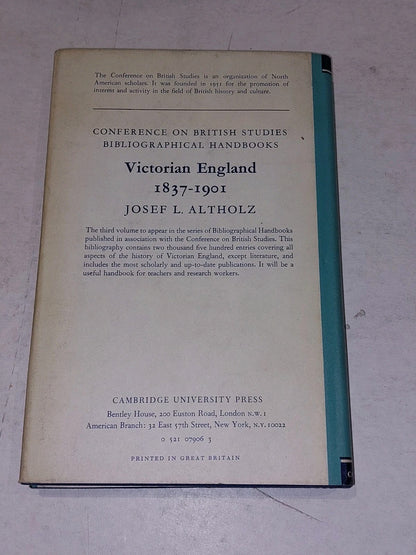 The Conference on British Studies is an organization of North
American scholars. It was founded in 1951 for the promotion of
interest and activity in the field of British history and culture.
CONFERENCE ON BRITISH STUDIES
BIBLIOGRAPHICAL HANDBOOKS
Victorian England
1837-1901
JOSEF L. ALTHOLZ
The third volume to appear in the series of Bibliographical Handbooks
published in association with the Conference on British Studies. This
bibliography contains two thousand five hundred entries covering all
aspects of the history of Victorian England, except literature, and
includes the most scholarly and up-to-date publications. It will be a
useful handbook for teachers and research workers.
CAMBRIDGE UNIVERSITY PRESS
Bentley House, 200 Euston Road, London N.W.1
American Branch: 32 East 57th Street, New York, N.Y. 10022
0 521 07906 3
PRINTED IN GREAT BRITAIN